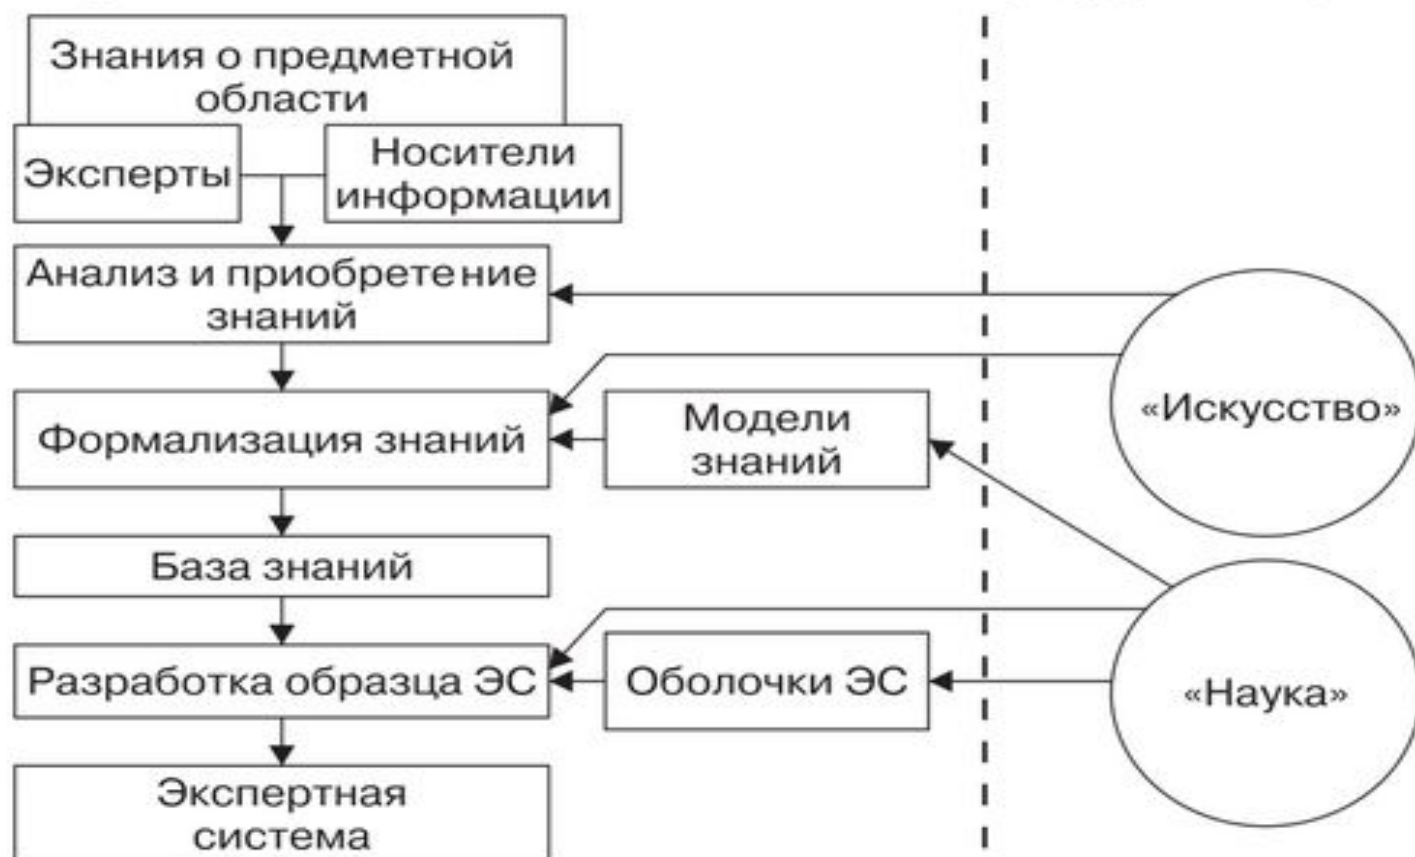 Знания о предметной
области
Эксперты
Носители
информации
Анализ и приобретение
знаний
Формализация знаний
Модели
знаний
«Искусство»
База знаний
Разработка образца ЭС
Оболочки ЭС
«Наука»
Экспертная
система